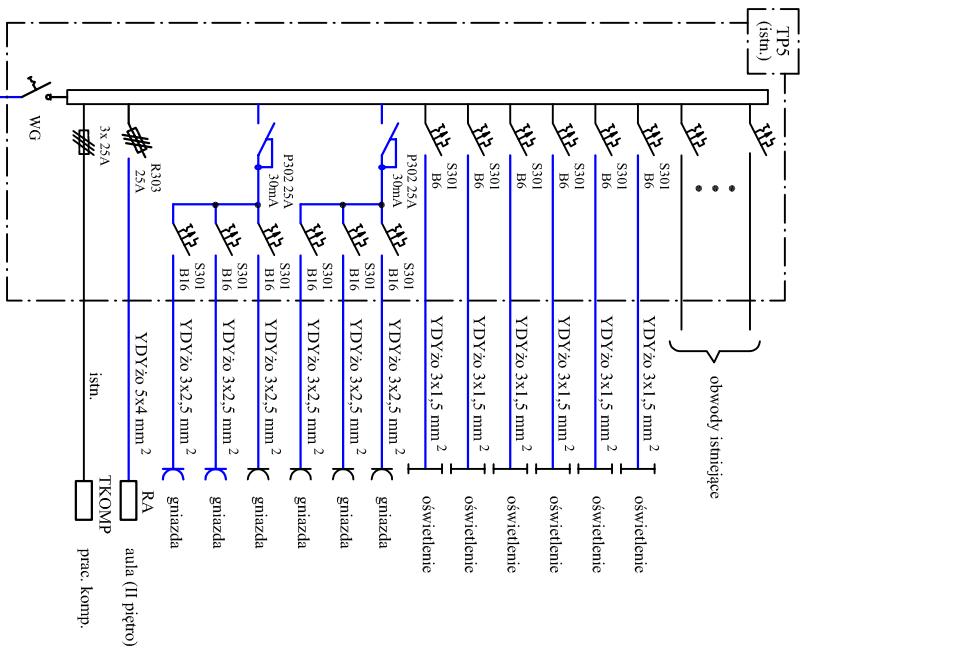 TP5
(istn.)
WG
3x 25A
R303
25A
P302 25A
30mA
P302 25A
30mA
S301
B6
S301
B6
S301
B6
S301
B6
S301
B6
S301
B6
S301
B16
S301
B16
S301
B16
S301
B16
S301
B16
S301
B16
istn.
YDYżo 5x4 mm 2
YDYżo 3x2,5 mm 2
YDYżo 3x2,5 mm 2
YDYżo 3x2,5 mm 2
YDYżo 3x2,5 mm 2
YDYżo 3x2,5 mm 2
YDYżo 3x2,5 mm 2
YDYżo 3x1,5 mm 2
YDYżo 3x1,5 mm 2
YDYżo 3x1,5 mm 2
YDYżo 3x1,5 mm 2
YDYżo 3x1,5 mm 2
YDYżo 3x1,5 mm 2
obwody istniejące
TKOMP
RA
gniazda
gniazda
gniazda
gniazda
gniazda
gniazda
oświetlenie
oświetlenie
oświetlenie
oświetlenie
oświetlenie
oświetlenie
prac. komp.
aula (II piętro)